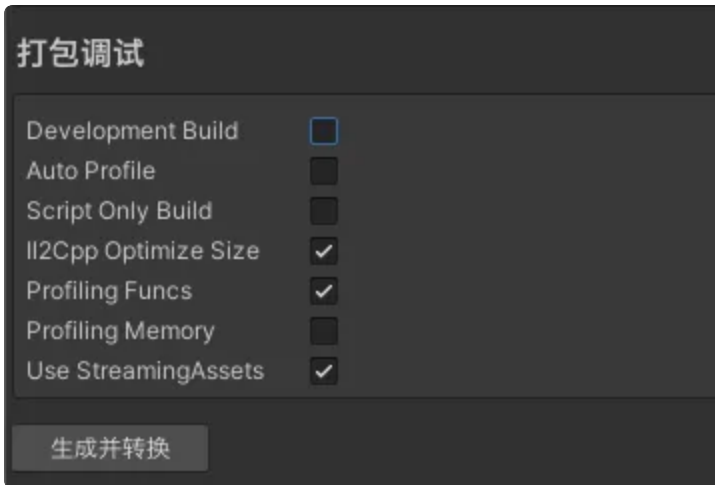 打包调试
Development Build
Auto Profile
Script Only Build
Il2Cpp Optimize Size
Profiling Funcs
Profiling Memory
Use StreamingAssets
生成并转换